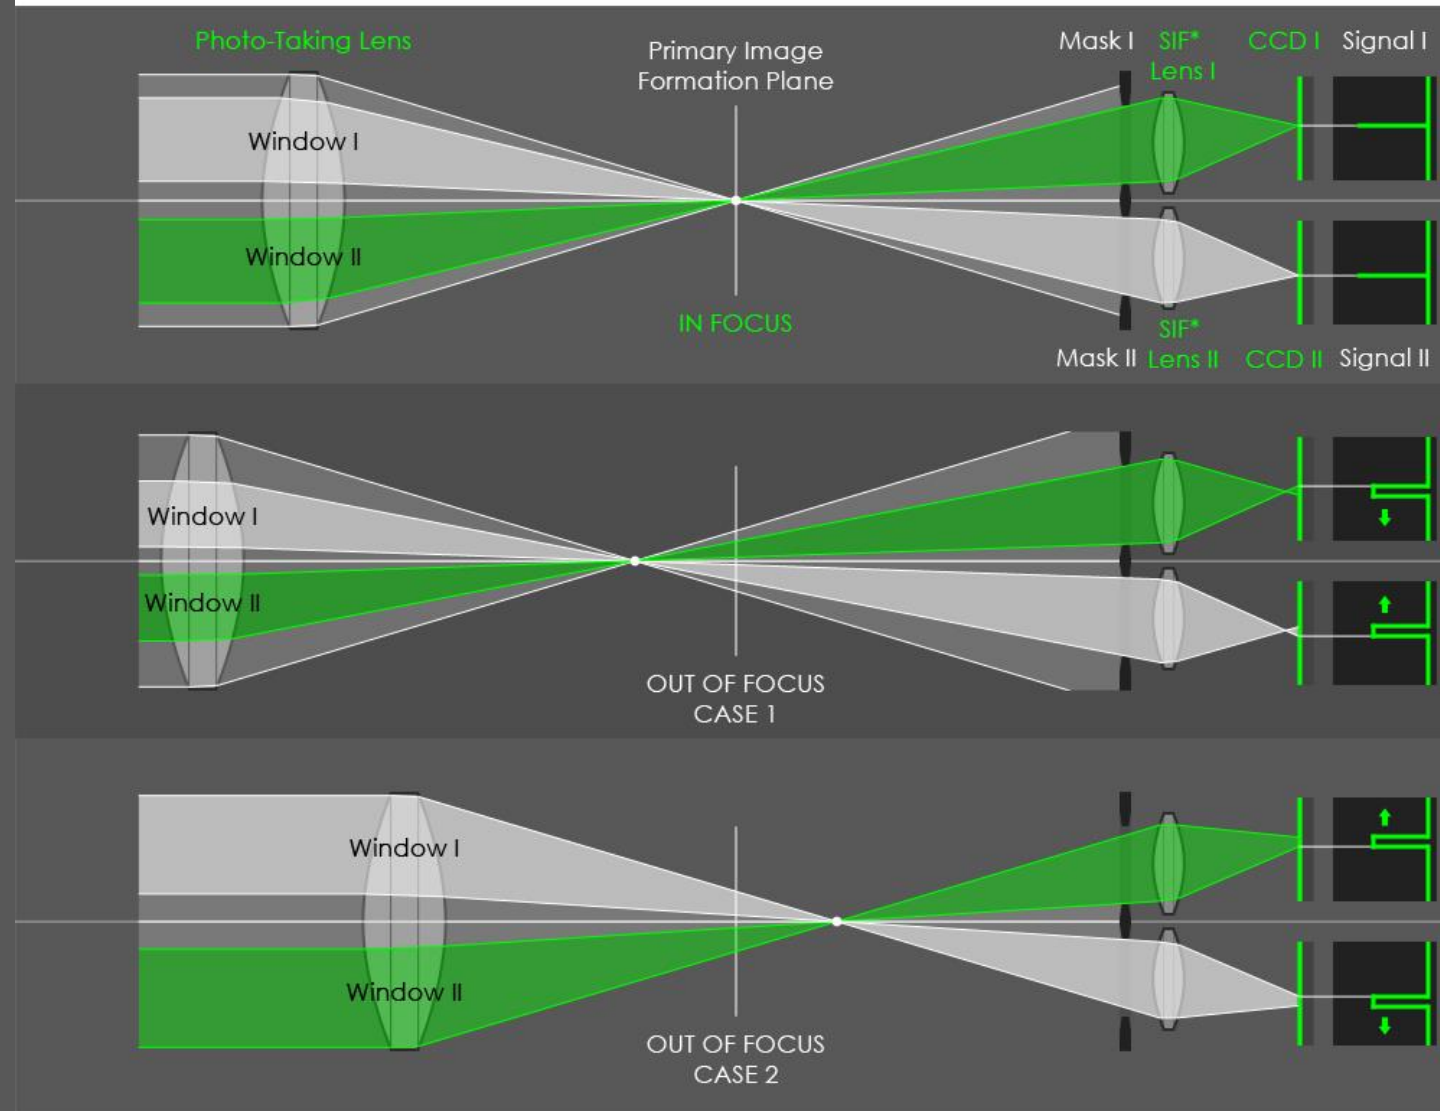 Photo-Taking Lens
Primary Image
Formation Plane
Mask I
SIF*
Lens I
CCD I
Signal I
Window I
Window II
IN FOCUS
SIF*
Mask II
Lens II
CCD II
Signal II
Window I
Window II
OUT OF FOCUS
CASE 1
Window I
Window II
OUT OF FOCUS
CASE 2